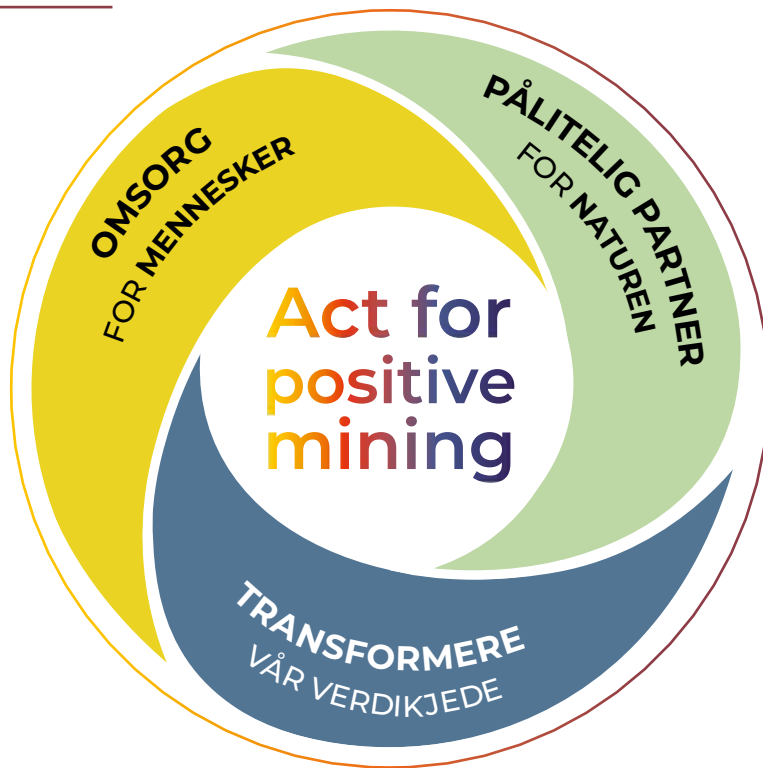 OMSORG
FOR MENNESKER
PÅLITELIG PARTNER
FOR NATUREN
Act for
positive
mining
TRANSFORMERE
VÅR VERDIKJEDE